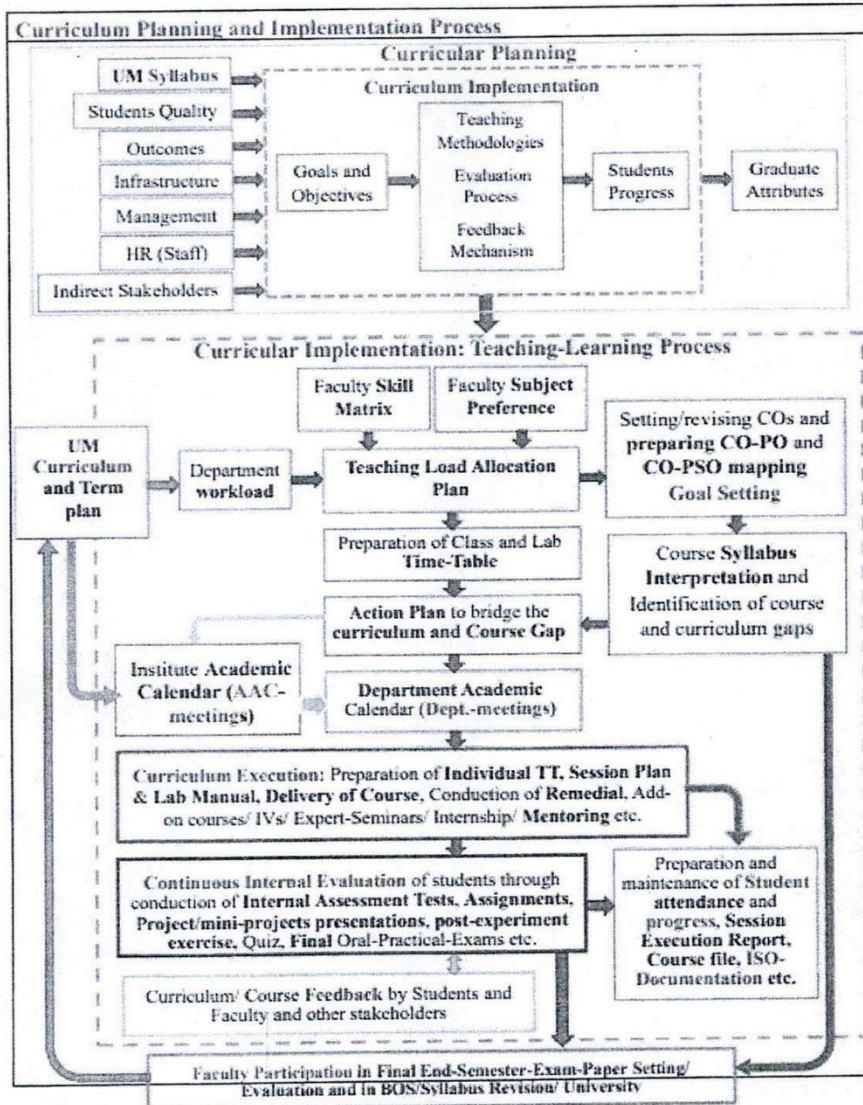 Curriculum Planning and Implementation Process
Curricular Planning
UM Syllabus
Students Quality
Outcomes
Infrastructure
Management
HR (Staff)
Indirect Stakeholders
Curriculum Implementation
Goals and
Objectives
Teaching
Methodologies
Evaluation
Process
Feedback
Mechanism
Students
Progress
Graduate
Attributes
Curricular Implementation: Teaching-Learning Process
Faculty Skill
Matrix
Faculty Subject
Preference
UM
Curriculum
and Term
plan
Department
workload
Teaching Load Allocation
Plan
Setting/revising COs and
preparing CO-PO and
CO-PSO mapping
Goal Setting
Preparation of Class and Lab
Time-Table
Course Syllabus
Interpretation and
Identification of course
and curriculum gaps
Action Plan to bridge the
curriculum and Course Gap
Institute Academic
Calendar (AAC-
meetings)
Department Academic
Calendar (Dept.-meetings)
Curriculum Execution: Preparation of Individual TT, Session Plan
& Lab Manual, Delivery of Course, Conduction of Remedial, Add-
on courses/ IVs/ Expert-Seminars/ Internship/ Mentoring etc.
Continuous Internal Evaluation of students through
conduction of Internal Assessment Tests, Assignments,
Project/mini-projects presentations, post-experiment
exercise, Quiz, Final Oral-Practical-Exams etc.
Preparation and
maintenance of Student
attendance and
progress, Session
Execution Report,
Course file, ISO-
Documentation etc.
Curriculum/ Course Feedback by Students and
Faculty and other stakeholders
Faculty Participation in Final End-Semester-Exam-Paper Setting/
Evaluation and in BOS/Syllabus Revision/ University